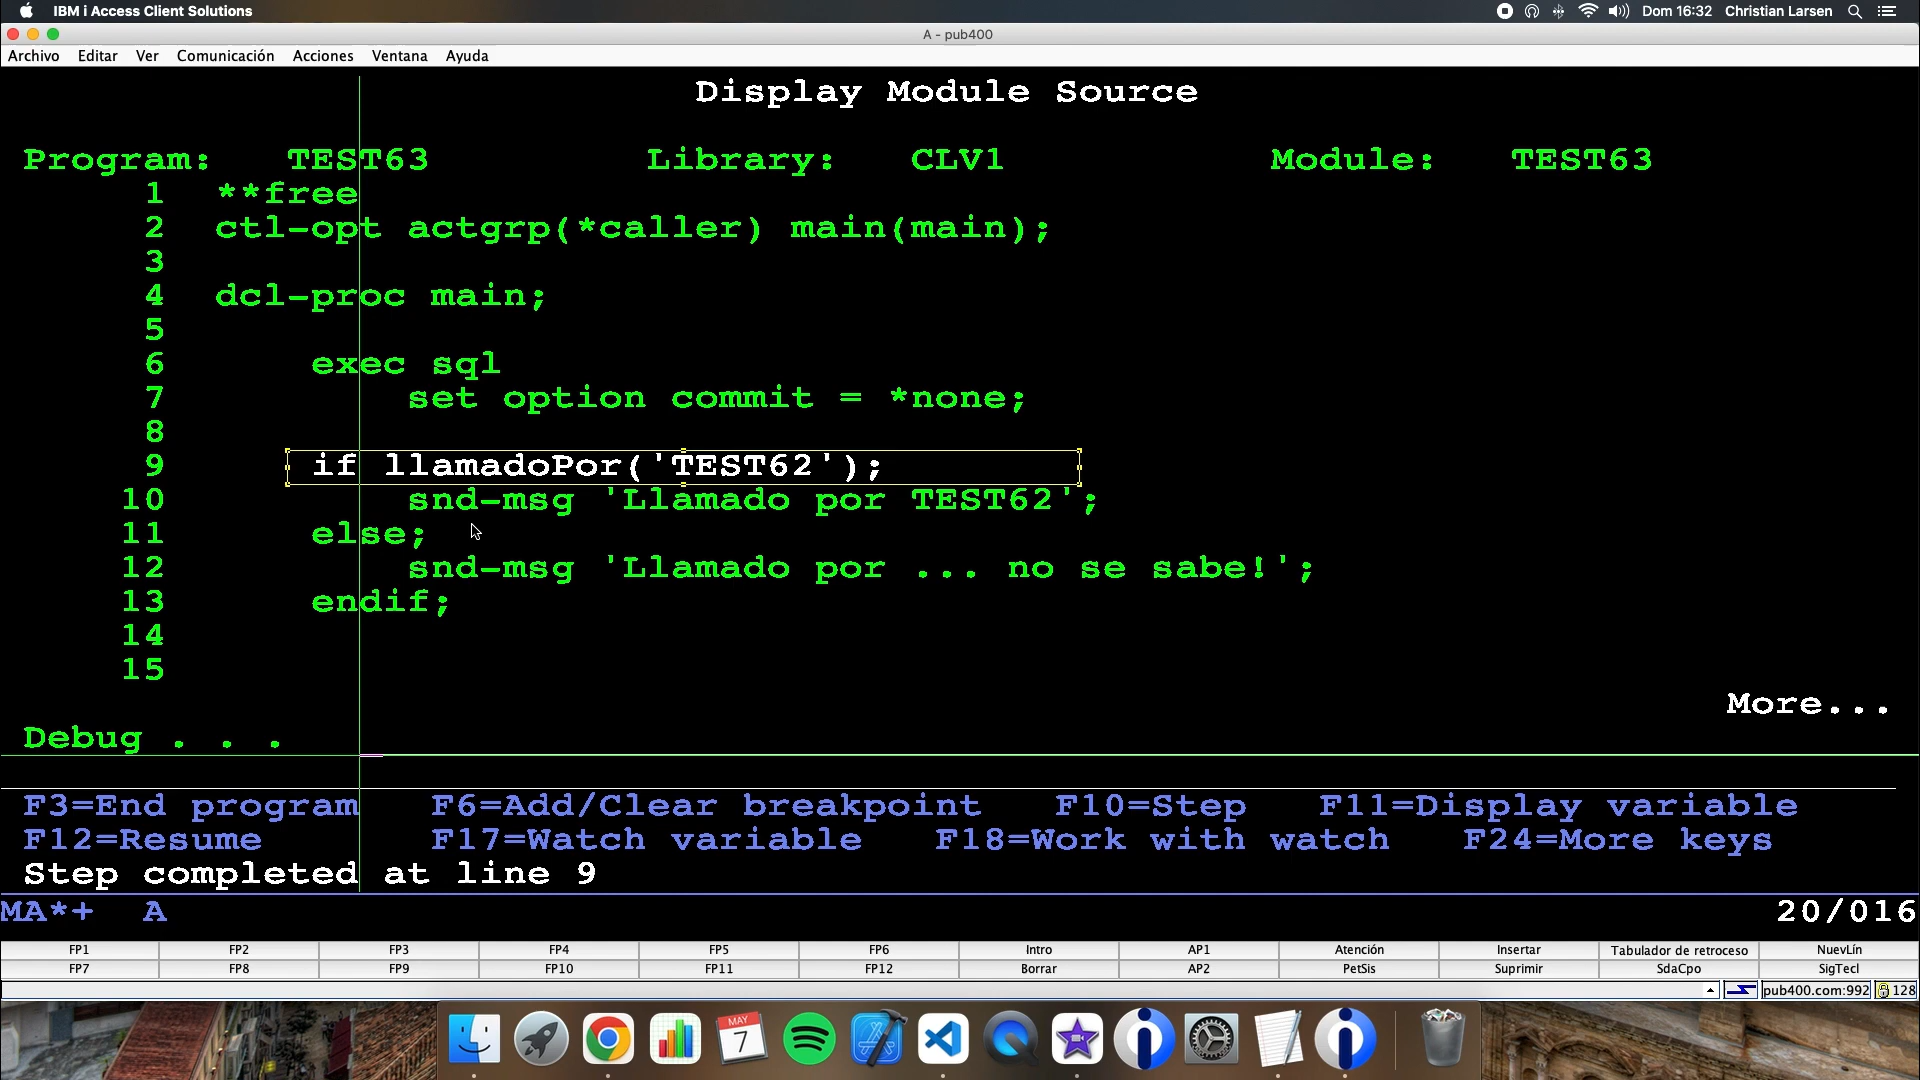 IBM i Access Client Solutions
Dom 16:32 Christian Larsen
A - pub400
Archivo Editar Ver Comunicación Acciones Ventana Ayuda
Display Module Source
Program: TEST63 Library: CLV1 Module: TEST63
1 **free
2 ctl-opt actgrp(*caller) main(main);
3
4 dcl-proc main;
5
6 exec sql
7 set option commit = *none;
8
9 if llamadoPor('TEST62');
10 snd-msg 'Llamado por TEST62';
11 else;
12 snd-msg 'Llamado por ... no se sabe!';
13 endif;
14
15
More...
Debug . . .
F3=End program F6=Add/Clear breakpoint F10=Step F11=Display variable
F12=Resume F17=Watch variable F18=Work with watch F24=More keys
Step completed at line 9
MA*+ A 20/016
FP1 FP2 FP3 FP4 FP5 FP6 Intro AP1 Atención Insertar Tabulador de retroceso NuevLín
FP7 FP8 FP9 FP10 FP11 FP12 Borrar AP2 PetSis Suprimir SdaCpo SigTecl
pub400.com:992 128
MAY
7